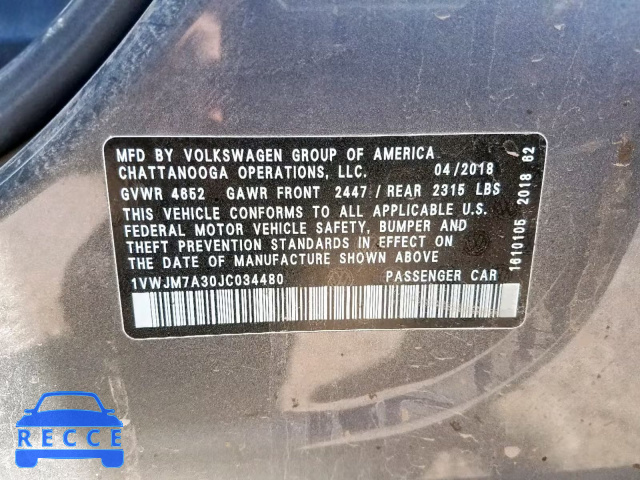 MFD BY VOLKSWAGEN GROUP OF AMERICA
CHATTANOOGA OPERATIONS, LLC. 04/2018
GVWR 4652 GAWR FRONT 2447 / REAR 2315 LBS
THIS VEHICLE CONFORMS TO ALL APPLICABLE U.S.
FEDERAL MOTOR VEHICLE SAFETY, BUMPER AND
THEFT PREVENTION STANDARDS IN EFFECT ON
THE DATE OF MANUFACTURE SHOWN ABOVE
1VWJM7A30JC034480 PASSENGER CAR
1610105 2018 62
RECCE